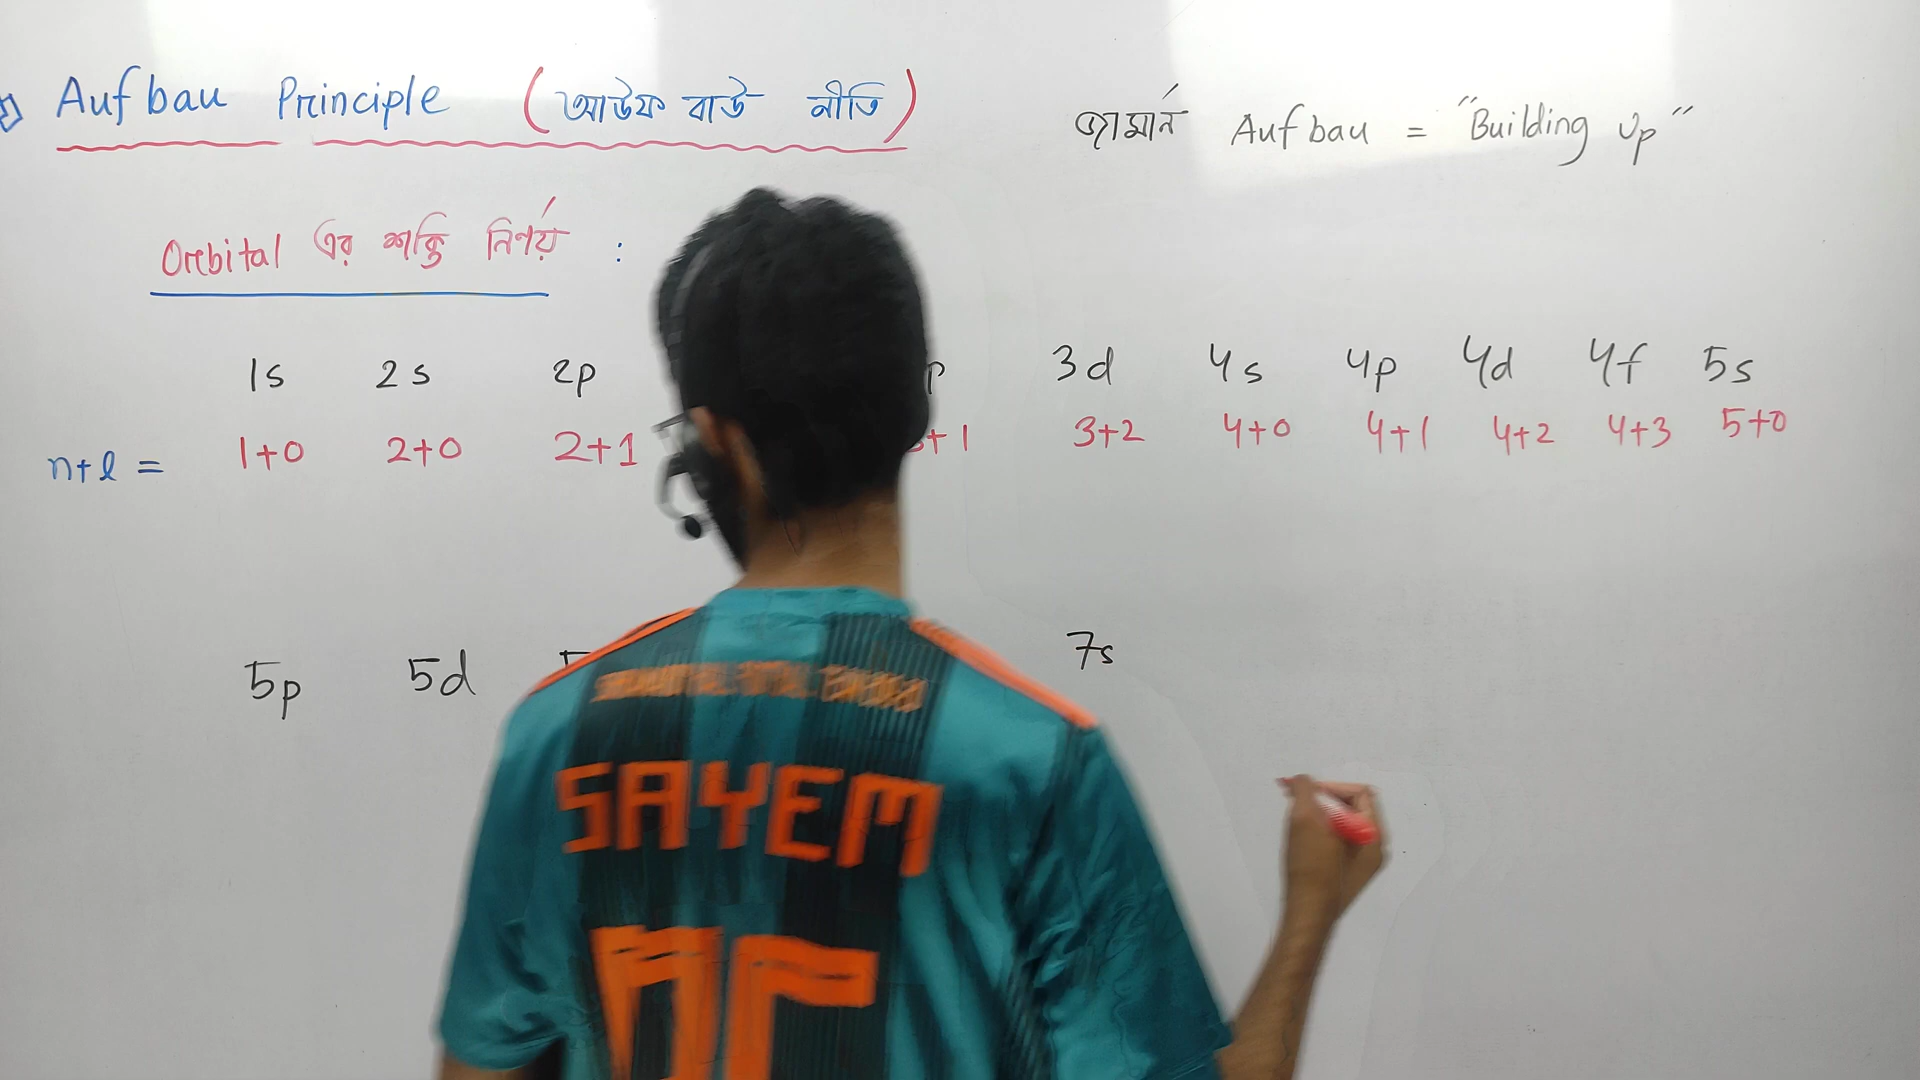 Aufbau Principle (আউফ বাউ নীতি)
জার্মান Aufbau = "Building up"
Orbital এর শক্তি নির্ণয় :
1s 2s 2p p 3d 4s 4p 4d 4f 5s
n+l = 1+0 2+0 2+1 +1 3+2 4+0 4+1 4+2 4+3 5+0
5p 5d 7s
SAYEM